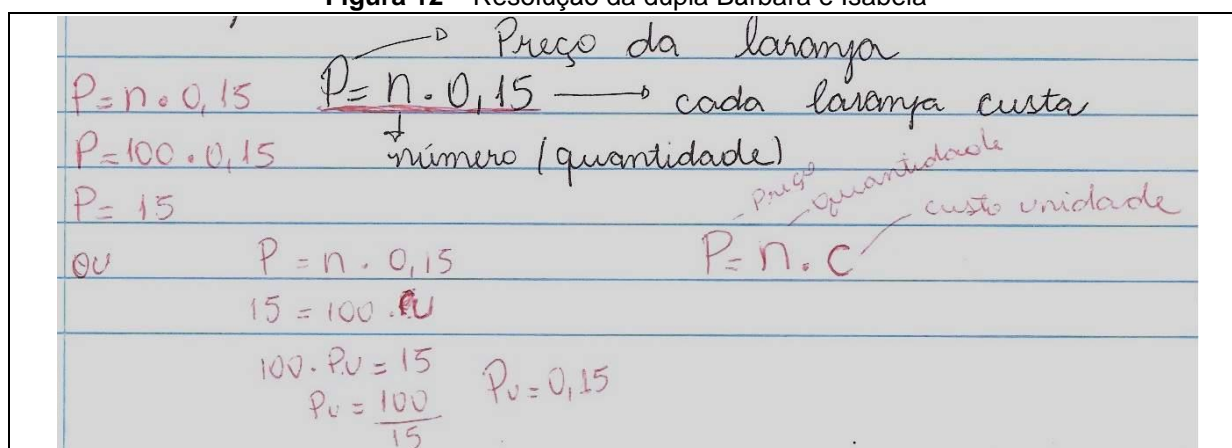 Figura 12 – Resolução da dupla Bárbara e Isabela
Preço da laranja
P=n.0,15 P=n.0,15 cada laranja custa
P=100.0,15 número (quantidade)
P=15
preço quantidade custo unidade
P=n.C
ou P=n.0,15
15=100.PU
100.P.U=15
PU=100/15 PU=0,15